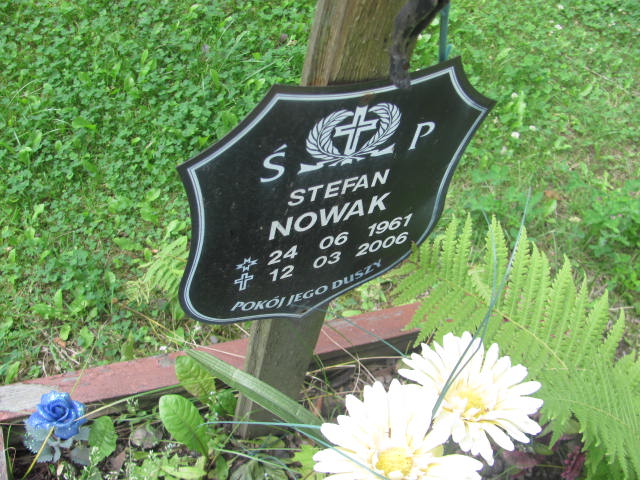 Ś P
STEFAN
NOWAK
24 06 1961
12 03 2006
POKÓJ JEGO DUSZY